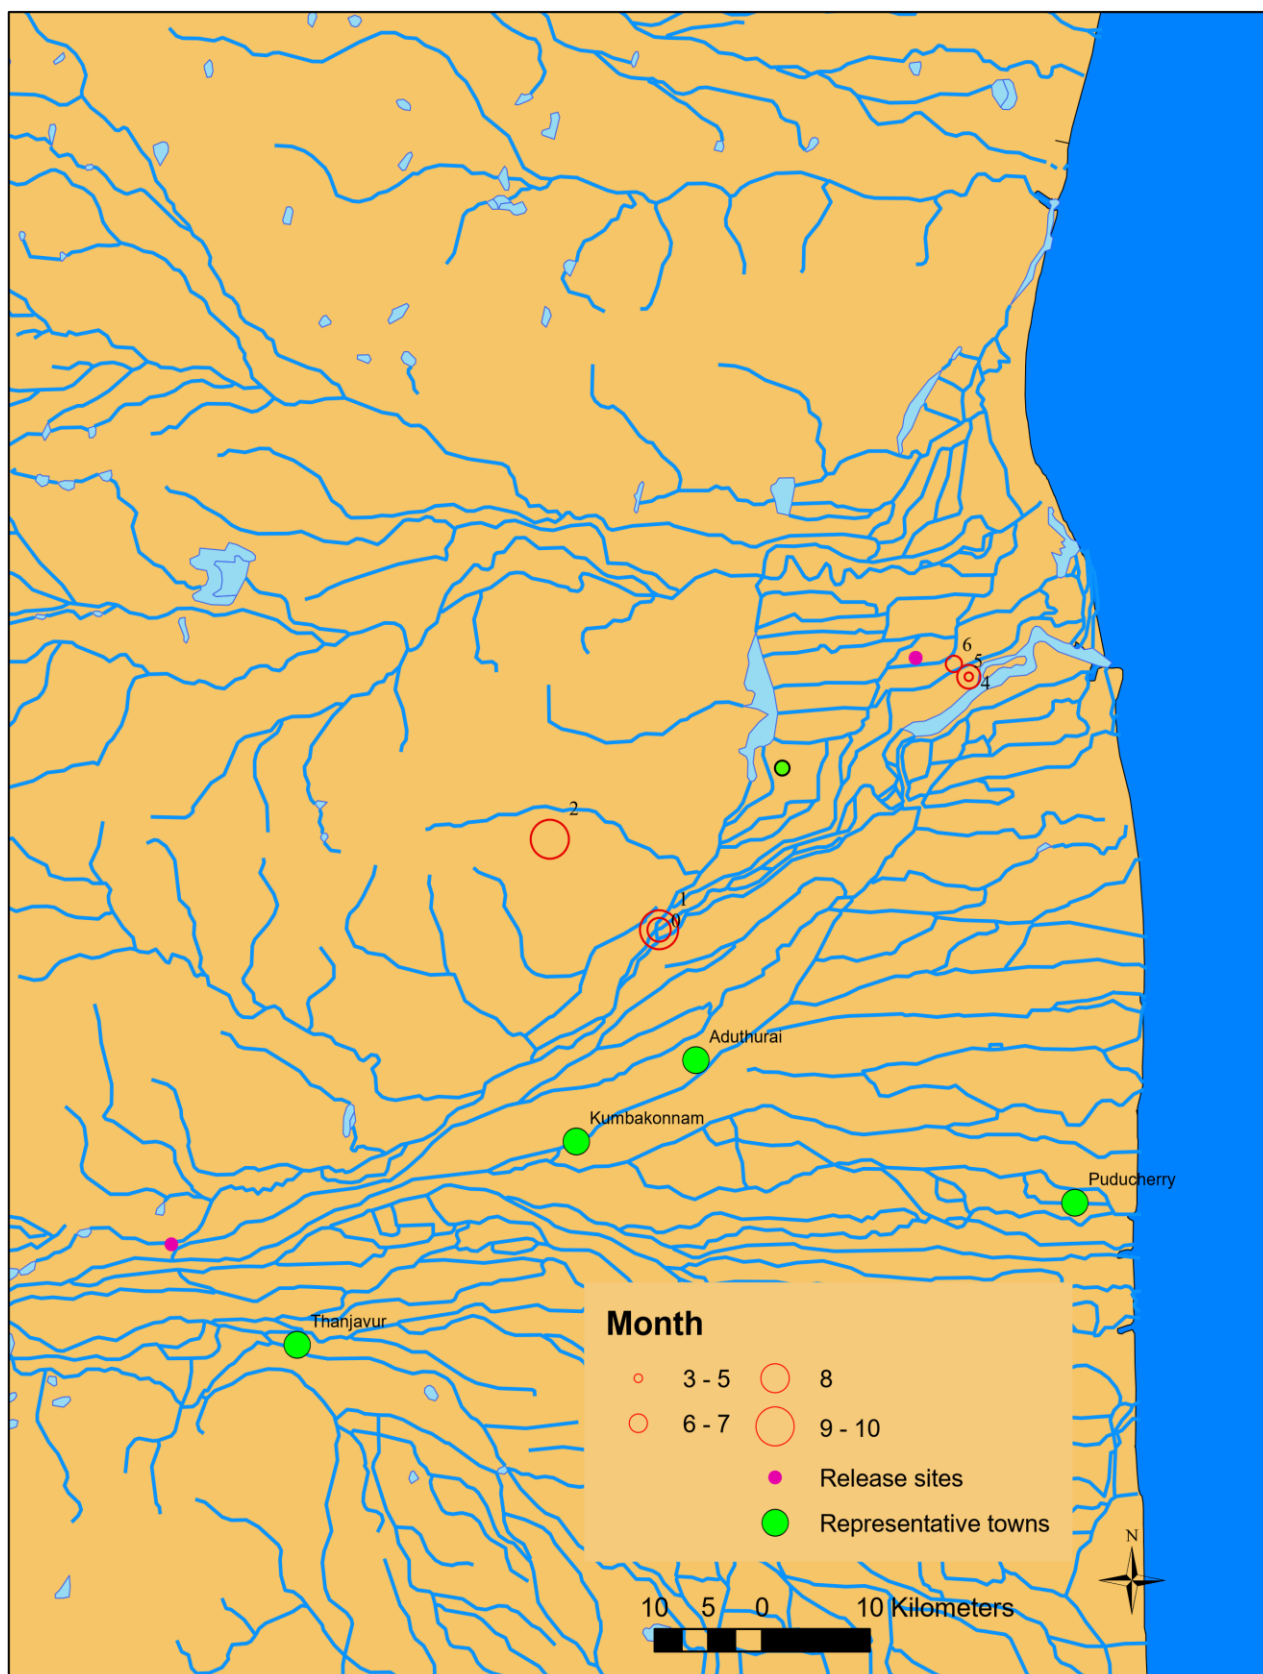 6
5
4
2
1
0
Aduthurai
Kumbakonnam
Puducherry
Thanjavur
Month
3 - 5
8
6 - 7
9 - 10
Release sites
Representative towns
N
10 5 0 10 Kilometers